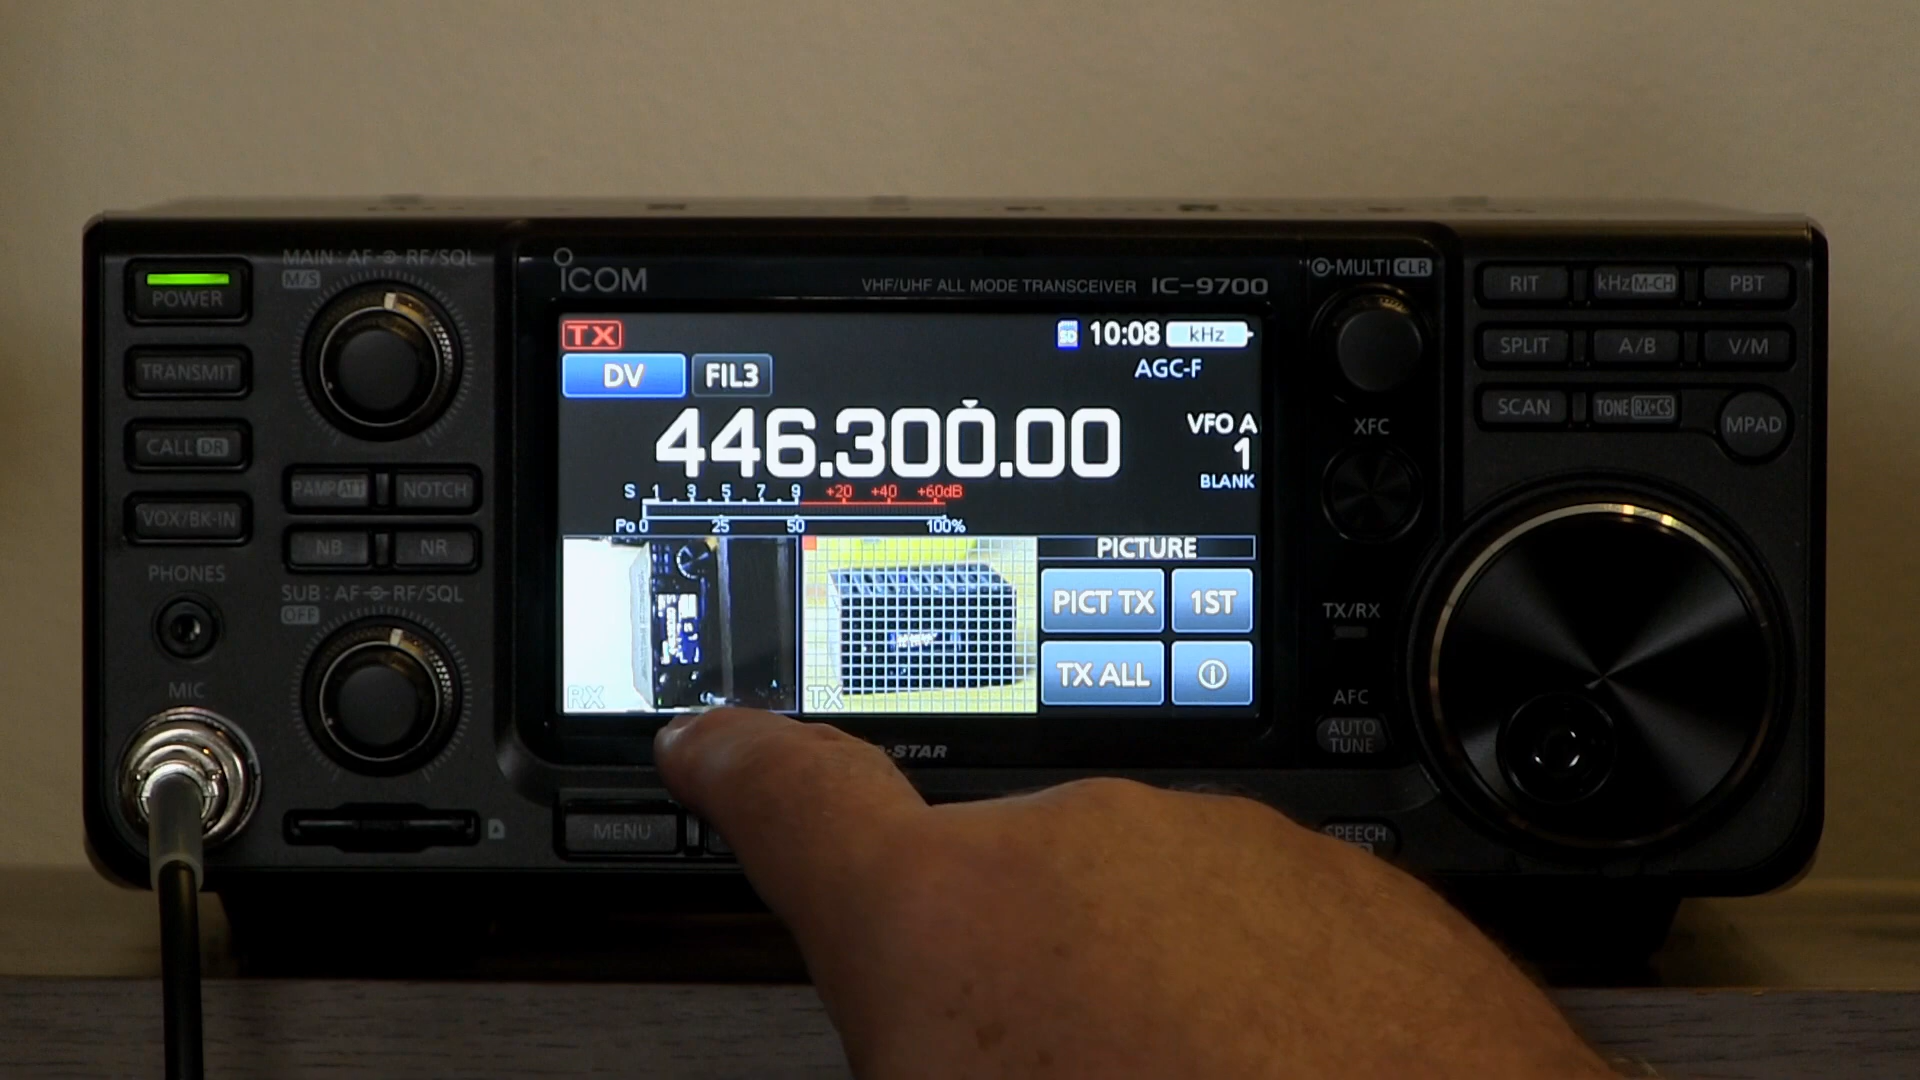 MAIN : AF RF/SQL
M/S
POWER
TRANSMIT
CALL DR
VOX/BK-IN
PAMP ATT NOTCH
NB NR
PHONES
SUB : AF RF/SQL
OFF
MIC
MENU
ICOM
VHF/UHF ALL MODE TRANSCEIVER IC-9700
TX 10:08 kHz
DV FIL3 AGC-F
446.300.00
VFO A
1
BLANK
S 1 3 5 7 9 +20 +40 +60dB
Po 0 25 50 100%
RX TX
PICTURE
PICT TX 1ST
TX ALL
-STAR
MULTI CLR
XFC
TX/RX
AFC
AUTO TUNE
SPEECH
RIT kHz M-CH PBT
SPLIT A/B V/M
SCAN TONE RX•CS MPAD